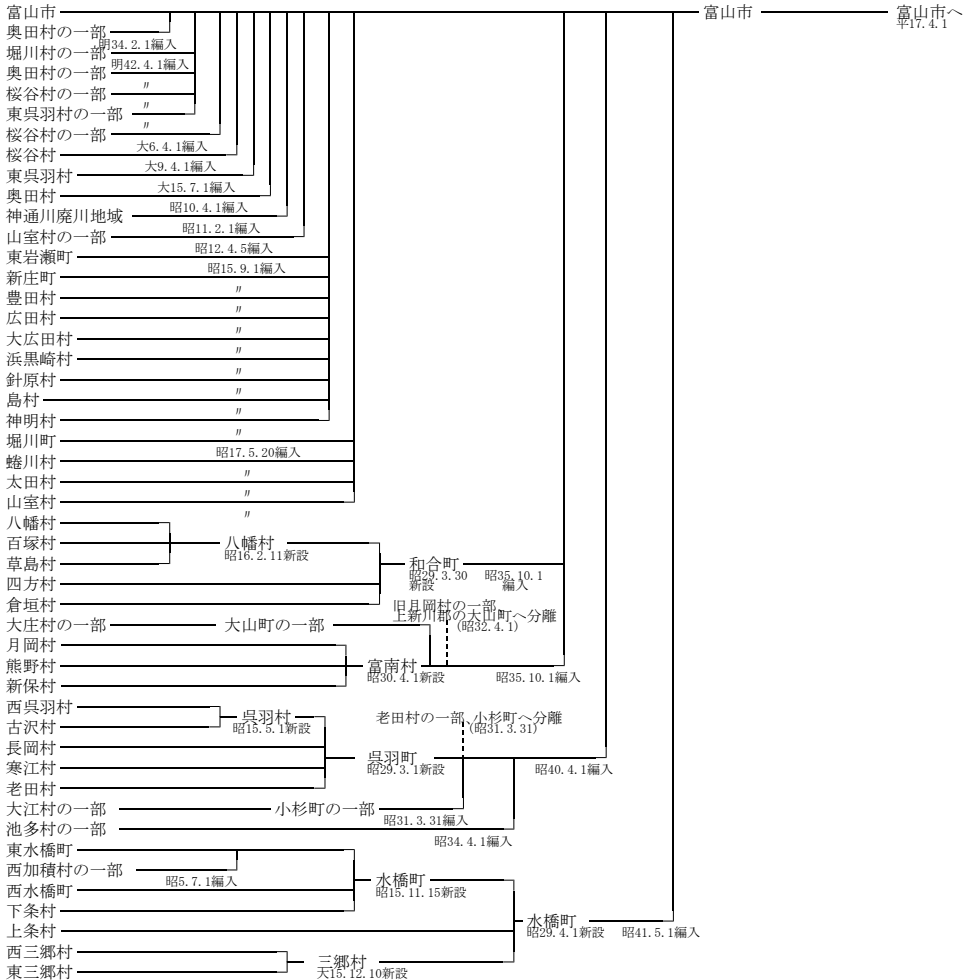 富山市 富山市 富山市へ
平17.4.1
奥田村の一部
明34.2.1編入
堀川村の一部
明42.4.1編入
奥田村の一部
〃
桜谷村の一部
〃
東呉羽村の一部
〃
桜谷村の一部
大6.4.1編入
桜谷村
大9.4.1編入
東呉羽村
大15.7.1編入
奥田村
昭10.4.1編入
神通川廃川地域
昭11.2.1編入
山室村の一部
昭12.4.5編入
東岩瀬町
昭15.9.1編入
新庄町
〃
豊田村
〃
広田村
〃
大広田村
〃
浜黒崎村
〃
針原村
〃
島村
〃
神明村
〃
堀川町
昭17.5.20編入
蜷川村
〃
太田村
〃
山室村
〃
八幡村
百塚村 八幡村
昭16.2.11新設
草島村 和合町
昭29.3.30 昭35.10.1
新設 編入
四方村
倉垣村
旧月岡村の一部、
上新川郡の大山町へ分離
(昭32.4.1)
大庄村の一部 大山町の一部
月岡村
熊野村 富南村
昭30.4.1新設 昭35.10.1編入
新保村
西呉羽村 呉羽村
昭15.5.1新設
老田村の一部、小杉町へ分離
(昭31.3.31)
古沢村
長岡村 呉羽町
昭29.3.1新設 昭40.4.1編入
寒江村
老田村
大江村の一部 小杉町の一部
昭31.3.31編入
池多村の一部
昭34.4.1編入
東水橋町
西加積村の一部
昭5.7.1編入
西水橋町 水橋町
昭15.11.15新設
下条村
上条村 水橋町
昭29.4.1新設 昭41.5.1編入
西三郷村 三郷村
天15.12.10新設
東三郷村